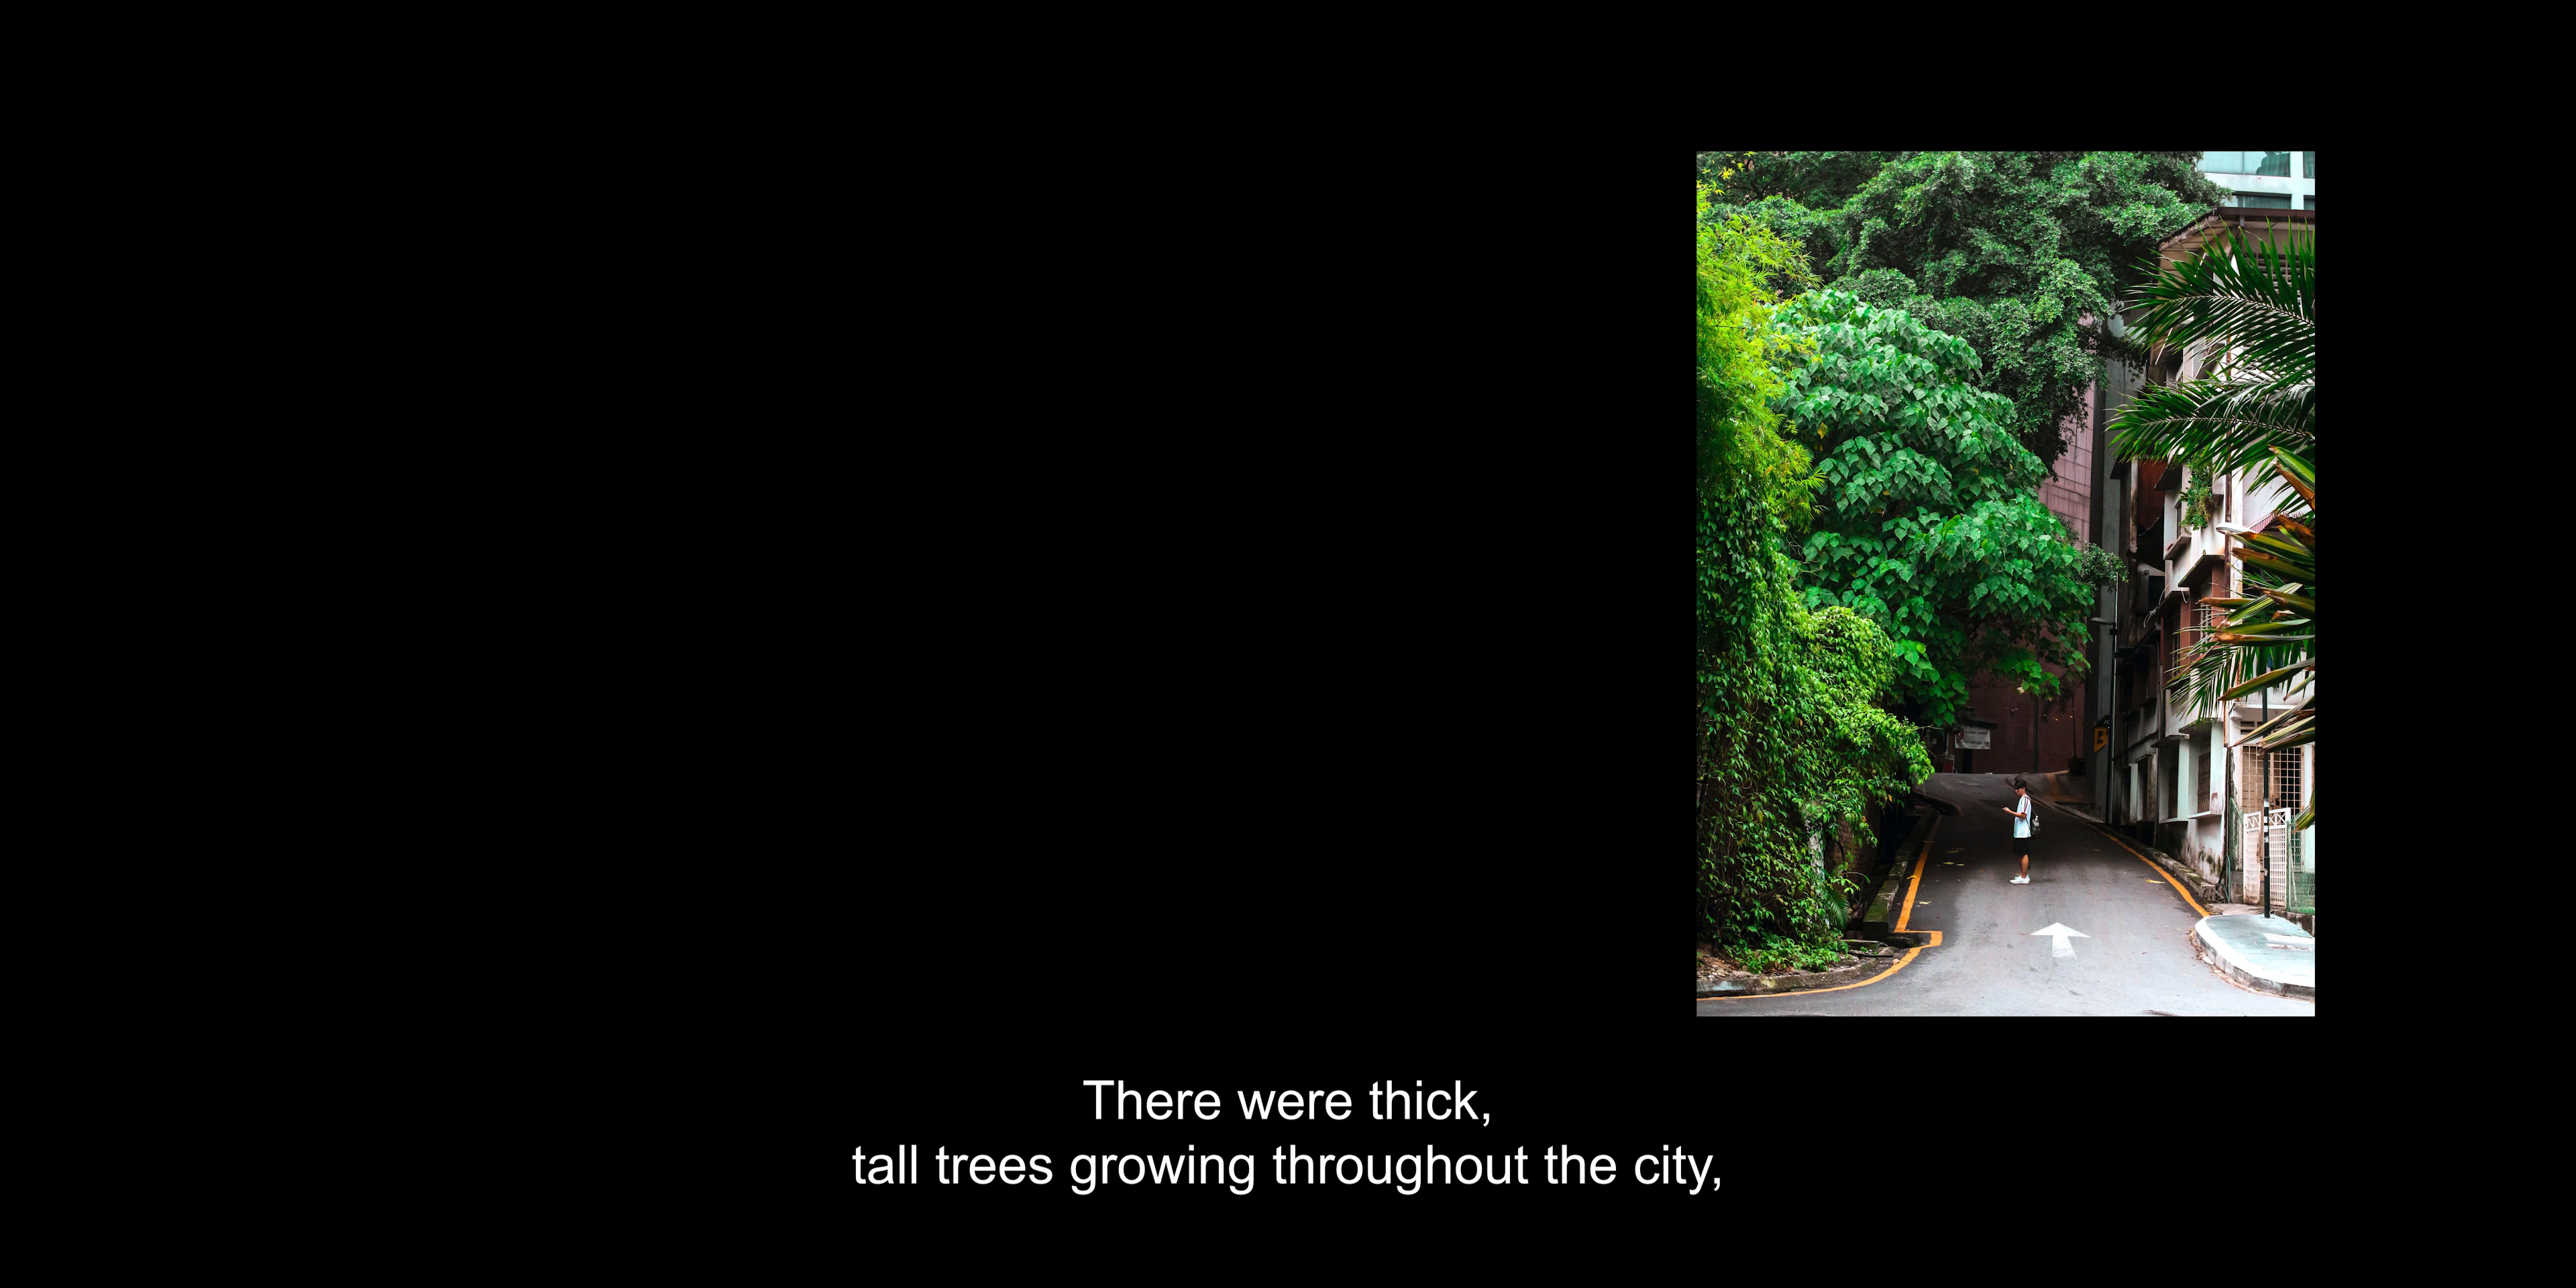 There were thick,
tall trees growing throughout the city,